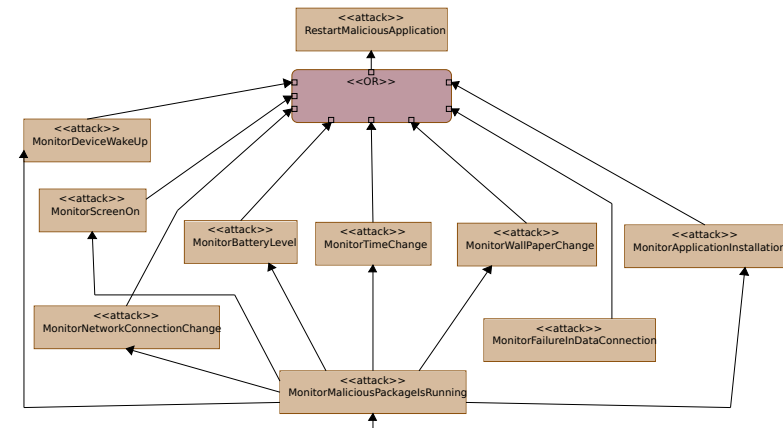 <<attack>>
RestartMaliciousApplication
<<OR>>
<<attack>>
MonitorDeviceWakeUp
<<attack>>
MonitorScreenOn
<<attack>>
MonitorBatteryLevel
<<attack>>
MonitorTimeChange
<<attack>>
MonitorWallPaperChange
<<attack>>
MonitorApplicationInstallation
<<attack>>
MonitorNetworkConnectionChange
<<attack>>
MonitorFailureInDataConnection
<<attack>>
MonitorMaliciousPackageIsRunning